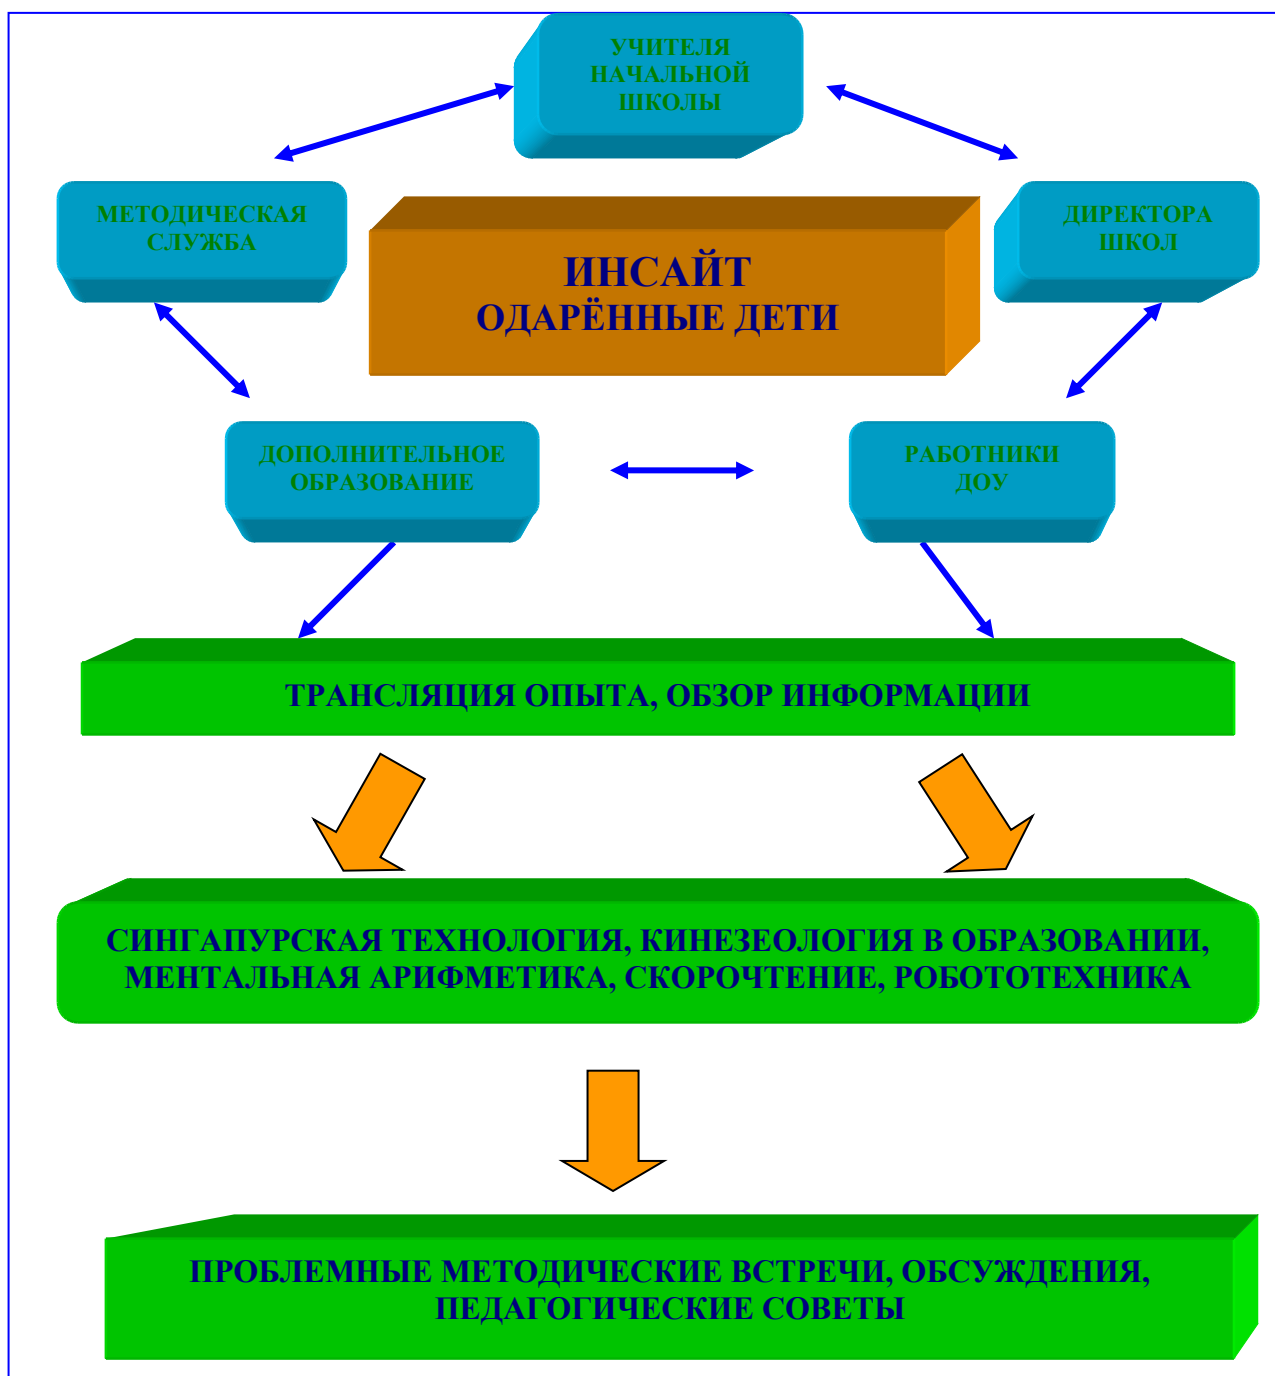 УЧИТЕЛЯ
НАЧАЛЬНОЙ
ШКОЛЫ
МЕТОДИЧЕСКАЯ
СЛУЖБА
ДИРЕКТОРА
ШКОЛ
ИНСАЙТ
ОДАРЁННЫЕ ДЕТИ
ДОПОЛНИТЕЛЬНОЕ
ОБРАЗОВАНИЕ
РАБОТНИКИ
ДОУ
ТРАНСЛЯЦИЯ ОПЫТА, ОБЗОР ИНФОРМАЦИИ
СИНГАПУРСКАЯ ТЕХНОЛОГИЯ, КИНЕЗЕОЛОГИЯ В ОБРАЗОВАНИИ,
МЕНТАЛЬНАЯ АРИФМЕТИКА, СКОРОЧТЕНИЕ, РОБОТОТЕХНИКА
ПРОБЛЕМНЫЕ МЕТОДИЧЕСКИЕ ВСТРЕЧИ, ОБСУЖДЕНИЯ,
ПЕДАГОГИЧЕСКИЕ СОВЕТЫ